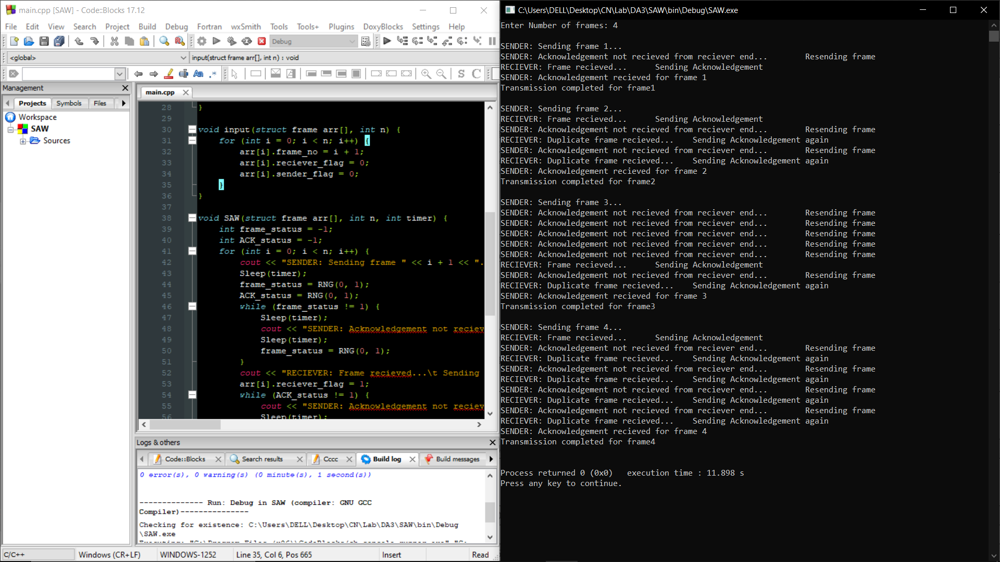 main.cpp [SAW] - Code::Blocks 17.12
File Edit View Search Project Build Debug Fortran wxSmith Tools Tools+ Plugins DoxyBlocks Settings Help
Debug
<global> input(struct frame arr[], int n) : void
S C
Management
Projects Symbols Files
Workspace
SAW
Sources
main.cpp
28 }
29
30 void input(struct frame arr[], int n) {
31 for (int i = 0; i < n; i++) {
32 arr[i].frame_no = i + 1;
33 arr[i].reciever_flag = 0;
34 arr[i].sender_flag = 0;
35 }
36 }
37
38 void SAW(struct frame arr[], int n, int timer) {
39 int frame_status = -1;
40 int ACK_status = -1;
41 for (int i = 0; i < n; i++) {
42 cout << "SENDER: Sending frame " << i + 1 << ".
43 Sleep(timer);
44 frame_status = RNG(0, 1);
45 ACK_status = RNG(0, 1);
46 while (frame_status != 1) {
47 Sleep(timer);
48 cout << "SENDER: Acknowledgement not reciev
49 Sleep(timer);
50 frame_status = RNG(0, 1);
51 }
52 cout << "RECIEVER: Frame recieved...\t Sending
53 arr[i].reciever_flag = 1;
54 while (ACK_status != 1) {
55 cout << "SENDER: Acknowledgement not reciev
56 Sleep(timer);
Logs & others
Code::Blocks Search results Cccc Build log Build messages
0 error(s), 0 warning(s) (0 minute(s), 1 second(s))
-------------- Run: Debug in SAW (compiler: GNU GCC
Compiler)---------------
Checking for existence: C:\Users\DELL\Desktop\CN\Lab\DA3\SAW\bin\Debug
\SAW.exe
Executing: "C:\Program Files (x86)\CodeBlocks/cb_console_runner.exe" "C:
C/C++ Windows (CR+LF) WINDOWS-1252 Line 35, Col 6, Pos 665 Insert Read
C:\Users\DELL\Desktop\CN\Lab\DA3\SAW\bin\Debug\SAW.exe
Enter Number of frames: 4
SENDER: Sending frame 1...
SENDER: Acknowledgement not recieved from reciever end... Resending frame
RECIEVER: Frame recieved... Sending Acknowledgement
SENDER: Acknowledgement recieved for frame 1
Transmission completed for frame1
SENDER: Sending frame 2...
RECIEVER: Frame recieved... Sending Acknowledgement
SENDER: Acknowledgement not recieved from reciever end... Resending frame
RECIEVER: Duplicate frame recieved... Sending Acknowledgement again
SENDER: Acknowledgement not recieved from reciever end... Resending frame
RECIEVER: Duplicate frame recieved... Sending Acknowledgement again
SENDER: Acknowledgement recieved for frame 2
Transmission completed for frame2
SENDER: Sending frame 3...
SENDER: Acknowledgement not recieved from reciever end... Resending frame
SENDER: Acknowledgement not recieved from reciever end... Resending frame
SENDER: Acknowledgement not recieved from reciever end... Resending frame
SENDER: Acknowledgement not recieved from reciever end... Resending frame
SENDER: Acknowledgement not recieved from reciever end... Resending frame
RECIEVER: Frame recieved... Sending Acknowledgement
SENDER: Acknowledgement not recieved from reciever end... Resending frame
RECIEVER: Duplicate frame recieved... Sending Acknowledgement again
SENDER: Acknowledgement recieved for frame 3
Transmission completed for frame3
SENDER: Sending frame 4...
RECIEVER: Frame recieved... Sending Acknowledgement
SENDER: Acknowledgement not recieved from reciever end... Resending frame
RECIEVER: Duplicate frame recieved... Sending Acknowledgement again
SENDER: Acknowledgement not recieved from reciever end... Resending frame
RECIEVER: Duplicate frame recieved... Sending Acknowledgement again
SENDER: Acknowledgement not recieved from reciever end... Resending frame
RECIEVER: Duplicate frame recieved... Sending Acknowledgement again
SENDER: Acknowledgement not recieved from reciever end... Resending frame
RECIEVER: Duplicate frame recieved... Sending Acknowledgement again
SENDER: Acknowledgement recieved for frame 4
Transmission completed for frame4
Process returned 0 (0x0) execution time : 11.898 s
Press any key to continue.